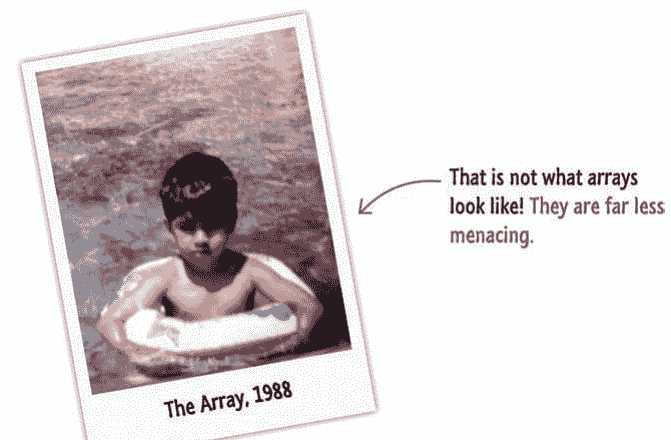 That is not what arrays
look like! They are far less
menacing.
The Array, 1988